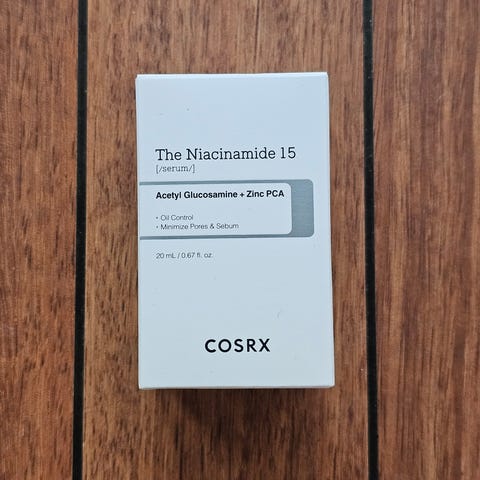 The Niacinamide 15
[/serum/]
Acetyl Glucosamine + Zinc PCA
• Oil Control
• Minimize Pores & Sebum
20 mL / 0.67 fl. oz.
COSRX